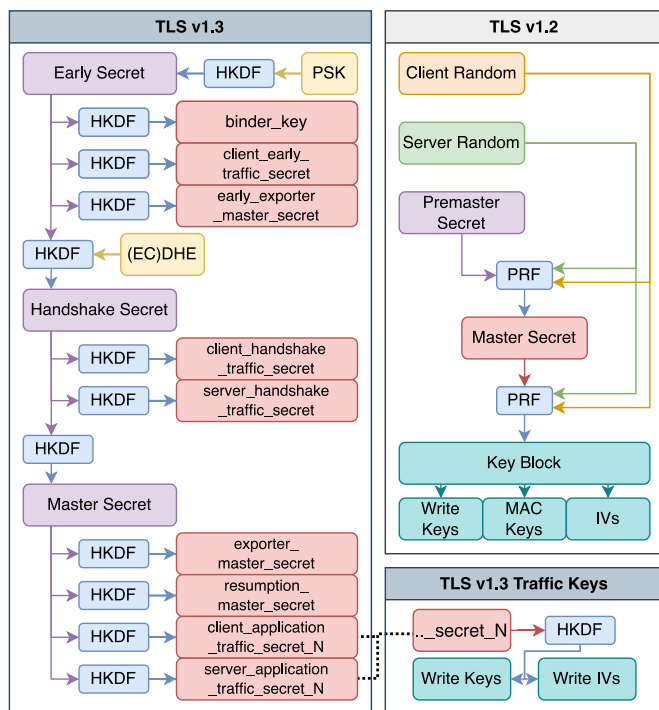 TLS v1.3
Early Secret
HKDF
PSK
HKDF
binder_key
HKDF
client_early_
traffic_secret
HKDF
early_exporter
_master_secret
HKDF
(EC)DHE
Handshake Secret
HKDF
client_handshake
_traffic_secret
HKDF
server_handshake
_traffic_secret
HKDF
Master Secret
HKDF
exporter_
master_secret
HKDF
resumption_
master_secret
HKDF
client_application
_traffic_secret_N
HKDF
server_application
_traffic_secret_N
TLS v1.2
Client Random
Server Random
Premaster
Secret
PRF
Master Secret
PRF
Key Block
Write
Keys
MAC
Keys
IVs
TLS v1.3 Traffic Keys
.._secret_N
HKDF
Write Keys
Write IVs